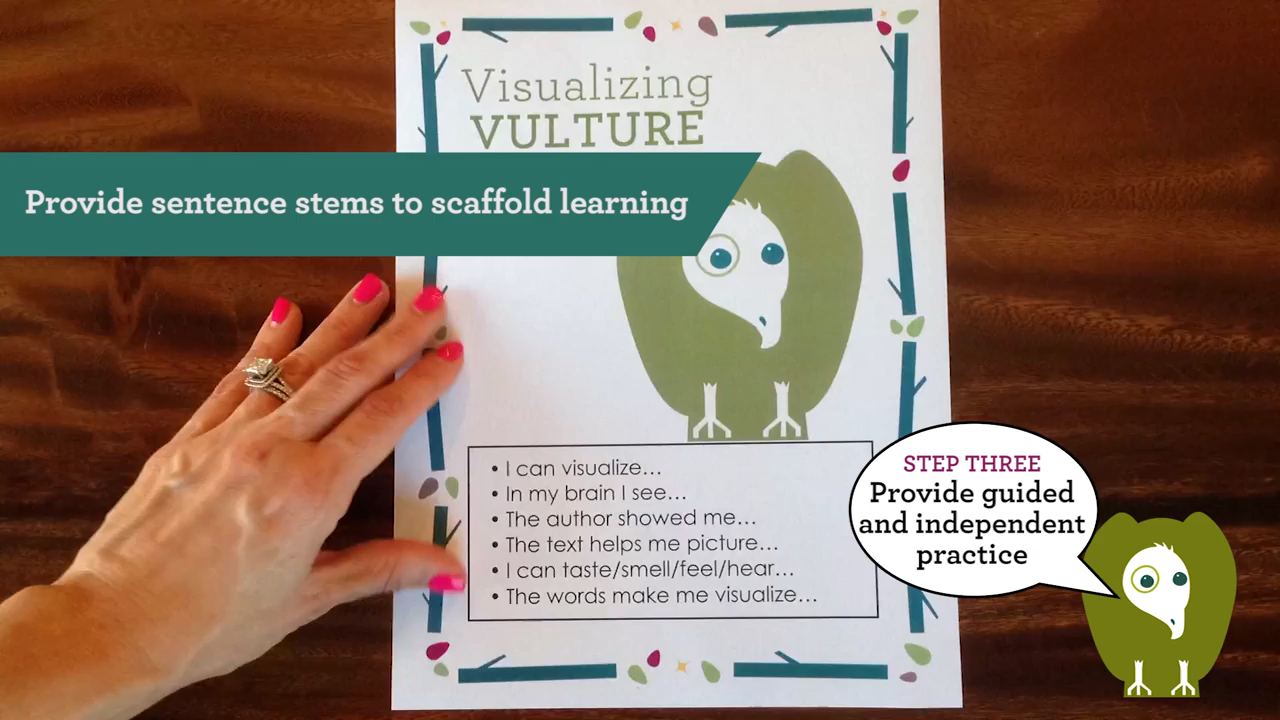 Visualizing
VULTURE
Provide sentence stems to scaffold learning
• I can visualize…
• In my brain I see…
• The author showed me…
• The text helps me picture…
• I can taste/smell/feel/hear…
• The words make me visualize…
STEP THREE
Provide guided
and independent
practice